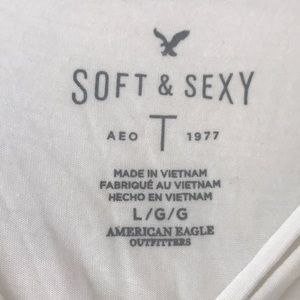 SOFT & SEXY
AEO T 1977
MADE IN VIETNAM
FABRIQUÉ AU VIETNAM
HECHO EN VIETNAM
L/G/G
AMERICAN EAGLE
OUTFITTERS